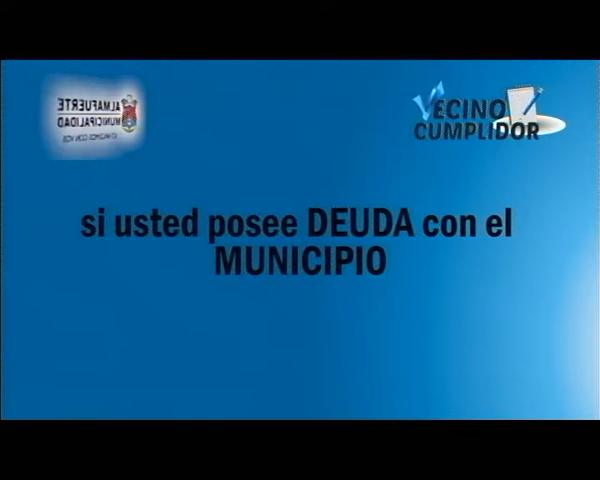 ALMAFUERTE
MUNICIPALIDAD
VECINO
CUMPLIDOR
si usted posee DEUDA con el
MUNICIPIO